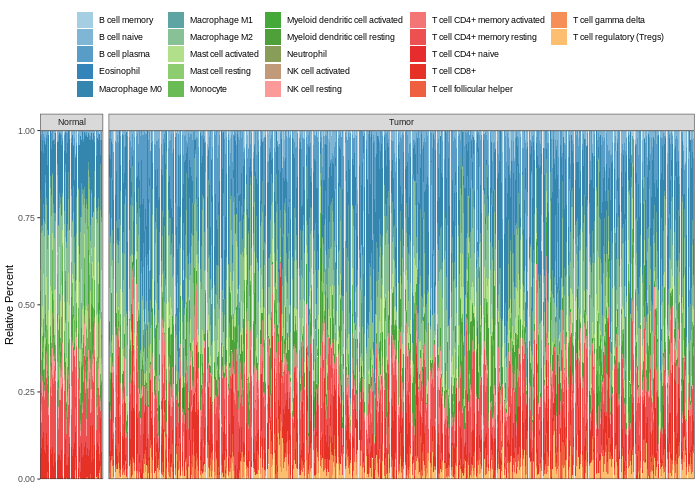 B cell memory
B cell naive
B cell plasma
Eosinophil
Macrophage M0
Macrophage M1
Macrophage M2
Mast cell activated
Mast cell resting
Monocyte
Myeloid dendritic cell activated
Myeloid dendritic cell resting
Neutrophil
NK cell activated
NK cell resting
T cell CD4+ memory activated
T cell CD4+ memory resting
T cell CD4+ naive
T cell CD8+
T cell follicular helper
T cell gamma delta
T cell regulatory (Tregs)
Normal
Tumor
1.00
0.75
0.50
0.25
0.00
Relative Percent